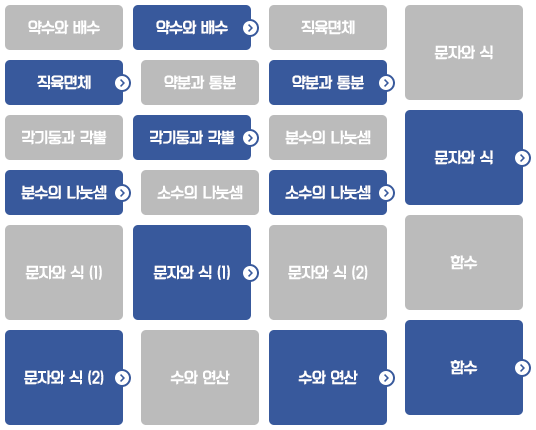 약수와 배수
약수와 배수
직육면체
문자와 식
직육면체
약분과 통분
약분과 통분
각기둥과 각뿔
각기둥과 각뿔
분수의 나눗셈
문자와 식
분수의 나눗셈
소수의 나눗셈
소수의 나눗셈
문자와 식 (1)
문자와 식 (1)
문자와 식 (2)
함수
문자와 식 (2)
수와 연산
수와 연산
함수